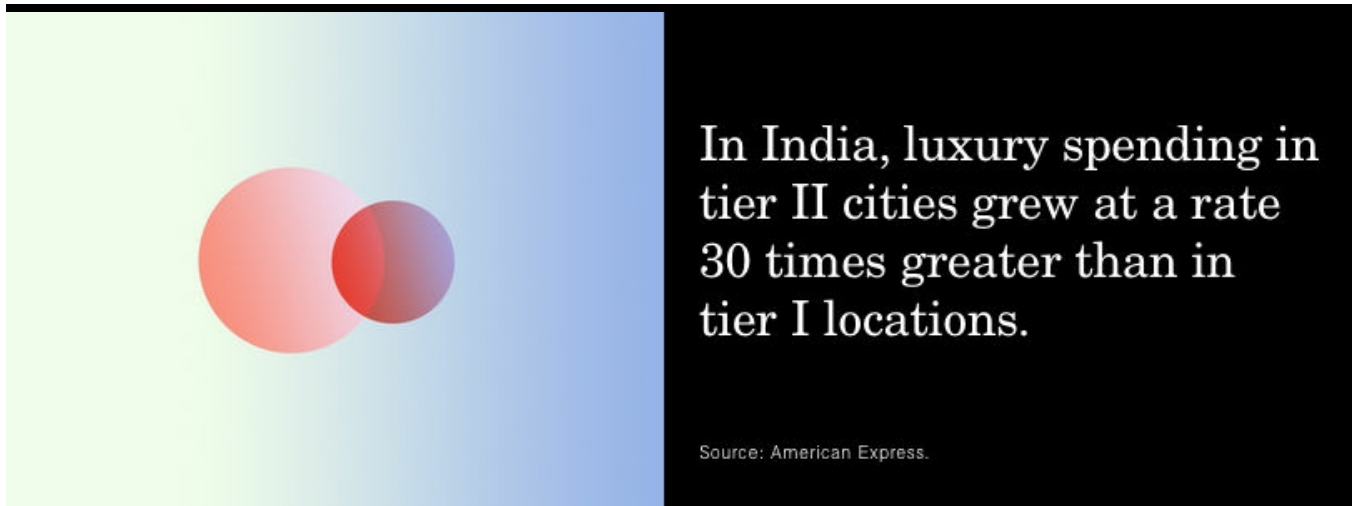 In India, luxury spending in
tier II cities grew at a rate
30 times greater than in
tier I locations.
Source: American Express.